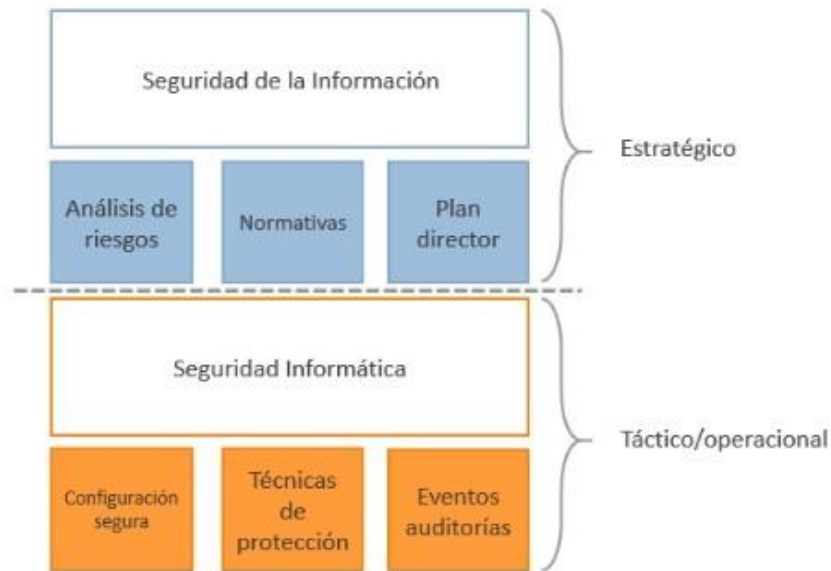 Seguridad de la Información
Estratégico
Análisis de
riesgos
Normativas
Plan
director
Seguridad Informática
Táctico/operacional
Configuración
segura
Técnicas
de
protección
Eventos
auditorías